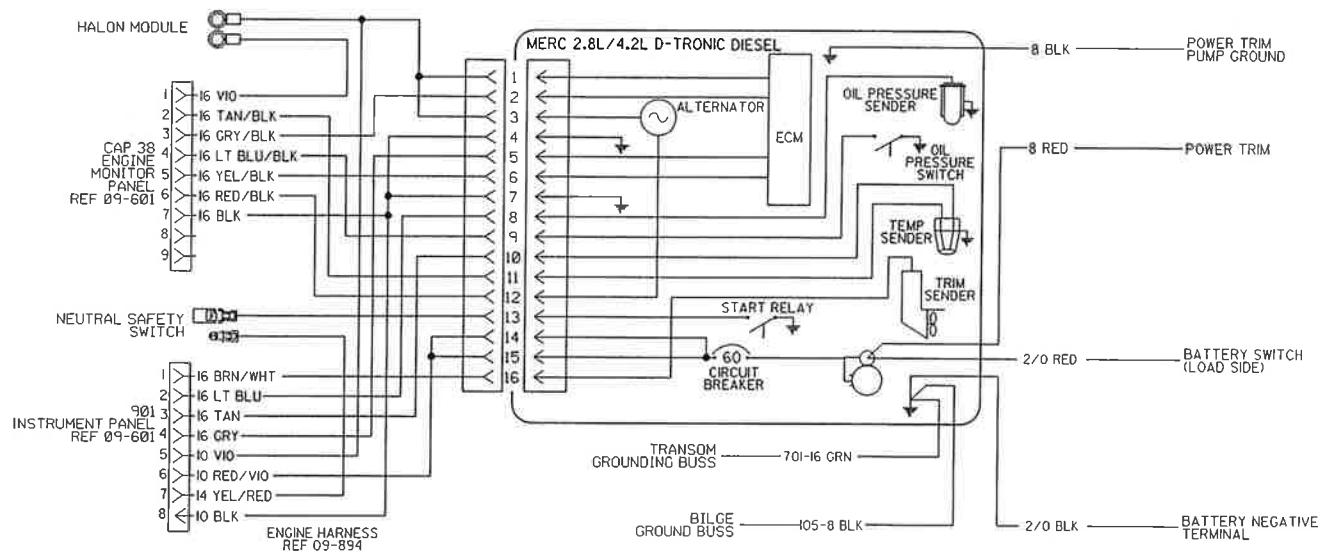 HALON MODULE
1 16 VIO
2 16 TAN/BLK
3 16 GRY/BLK
4 16 LT BLU/BLK
5 16 YEL/BLK
6 16 RED/BLK
7 16 BLK
8
9
CAP 38
ENGINE
MONITOR
PANEL
REF 09-601
NEUTRAL SAFETY
SWITCH
1 16 BRN/WHT
2 16 LT BLU
3 16 TAN
4 16 GRY
5 10 VIO
6 10 RED/VIO
7 14 YEL/RED
8 10 BLK
901
INSTRUMENT PANEL
REF 09-601
ENGINE HARNESS
REF 09-894
1
2
3
4
5
6
7
8
9
10
11
12
13
14
15
16
MERC 2.8L/4.2L D-TRONIC DIESEL
ALTERNATOR
ECM
OIL PRESSURE
SENDER
OIL
PRESSURE
SWITCH
TEMP
SENDER
TRIM
SENDER
START RELAY
60
CIRCUIT
BREAKER
8 BLK
POWER TRIM
PUMP GROUND
8 RED
POWER TRIM
2/0 RED
BATTERY SWITCH
(LOAD SIDE)
TRANSOM
GROUNDING BUSS
701-16 GRN
BILGE
GROUND BUSS
105-8 BLK
2/0 BLK
BATTERY NEGATIVE
TERMINAL